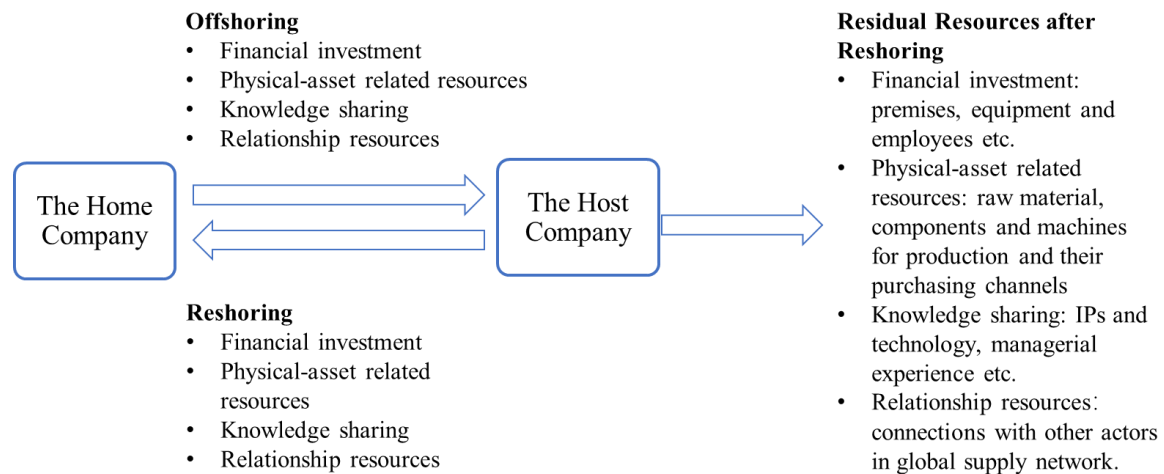 Offshoring
• Financial investment
• Physical-asset related resources
• Knowledge sharing
• Relationship resources
The Home
Company
The Host
Company
Reshoring
• Financial investment
• Physical-asset related
resources
• Knowledge sharing
• Relationship resources
Residual Resources after
Reshoring
• Financial investment:
premises, equipment and
employees etc.
• Physical-asset related
resources: raw material,
components and machines
for production and their
purchasing channels
• Knowledge sharing: IPs and
technology, managerial
experience etc.
• Relationship resources：
connections with other actors
in global supply network.